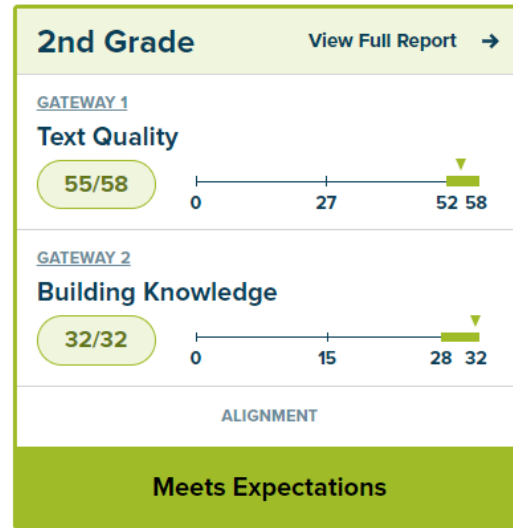 2nd Grade View Full Report →
GATEWAY 1
Text Quality
55/58
0 27 52 58
GATEWAY 2
Building Knowledge
32/32
0 15 28 32
ALIGNMENT
Meets Expectations